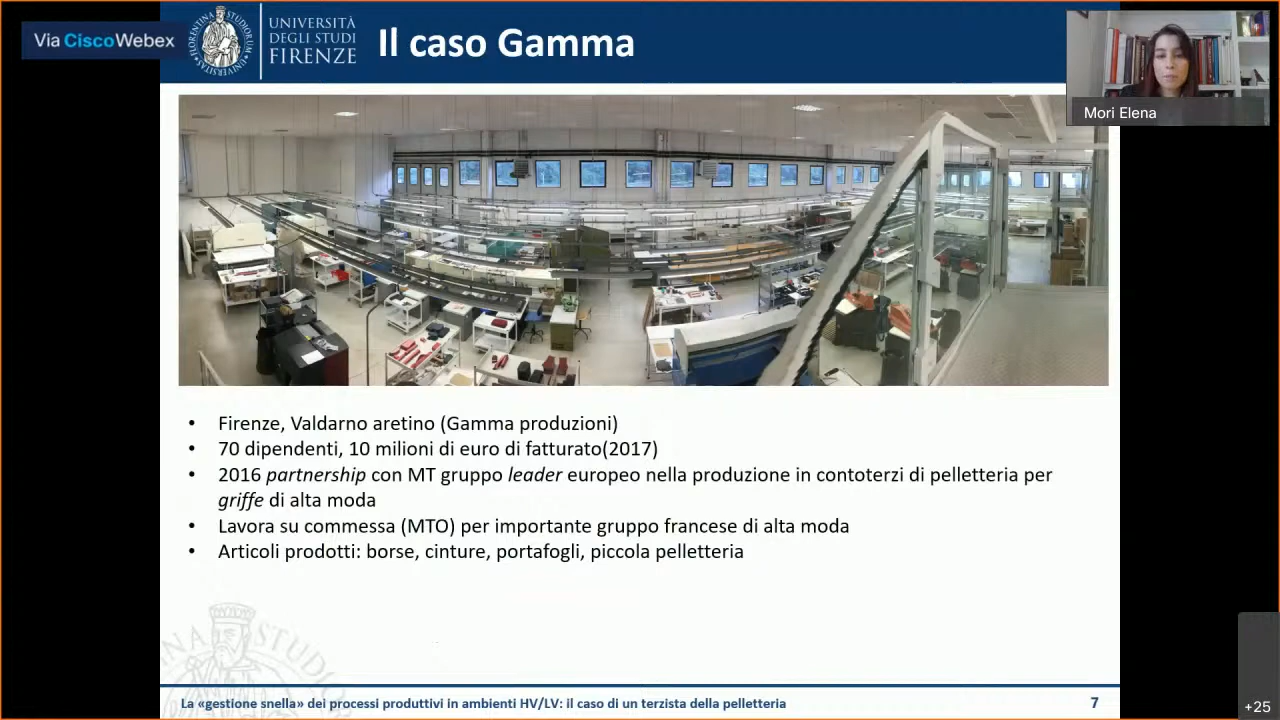 Via CiscoWebex
UNIVERSITÀ
DEGLI STUDI
FIRENZE
Il caso Gamma
Mori Elena
• Firenze, Valdarno aretino (Gamma produzioni)
• 70 dipendenti, 10 milioni di euro di fatturato(2017)
• 2016 partnership con MT gruppo leader europeo nella produzione in contoterzi di pelletteria per
griffe di alta moda
• Lavora su commessa (MTO) per importante gruppo francese di alta moda
• Articoli prodotti: borse, cinture, portafogli, piccola pelletteria
La «gestione snella» dei processi produttivi in ambienti HV/LV: il caso di un terzista della pelletteria
7
+25